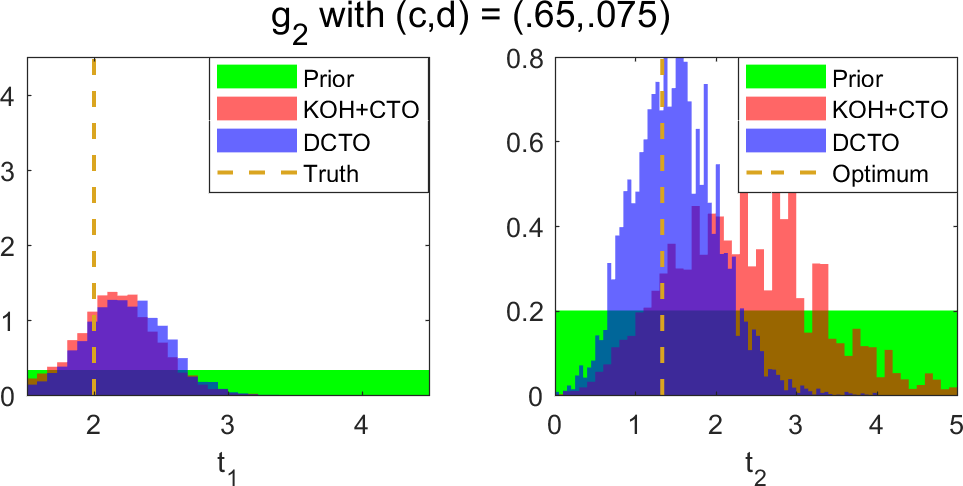 g2 with (c,d) = (.65,.075)
4
3
2
1
0
2
3
4
t1
Prior
KOH+CTO
DCTO
Truth
0.8
0.6
0.4
0.2
0
0
1
2
3
4
5
t2
Prior
KOH+CTO
DCTO
Optimum